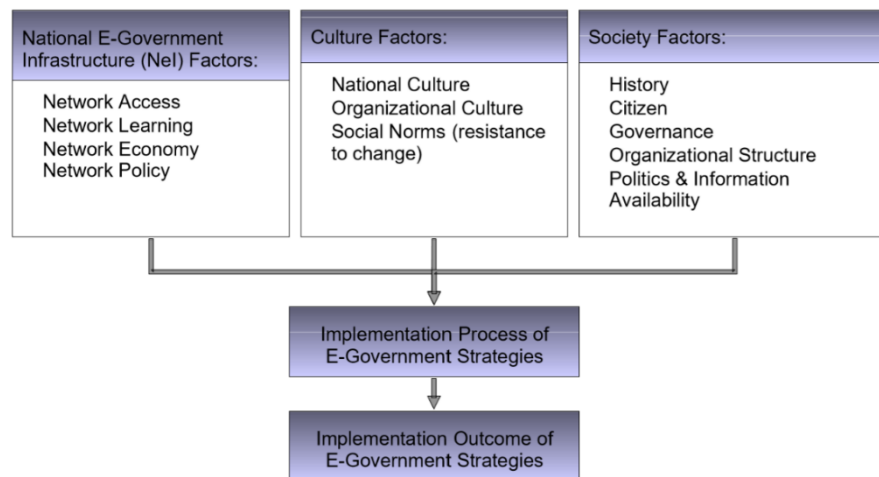 National E-Government
Infrastructure (NeI) Factors:
Network Access
Network Learning
Network Economy
Network Policy
Culture Factors:
National Culture
Organizational Culture
Social Norms (resistance
to change)
Society Factors:
History
Citizen
Governance
Organizational Structure
Politics & Information
Availability
Implementation Process of
E-Government Strategies
Implementation Outcome of
E-Government Strategies